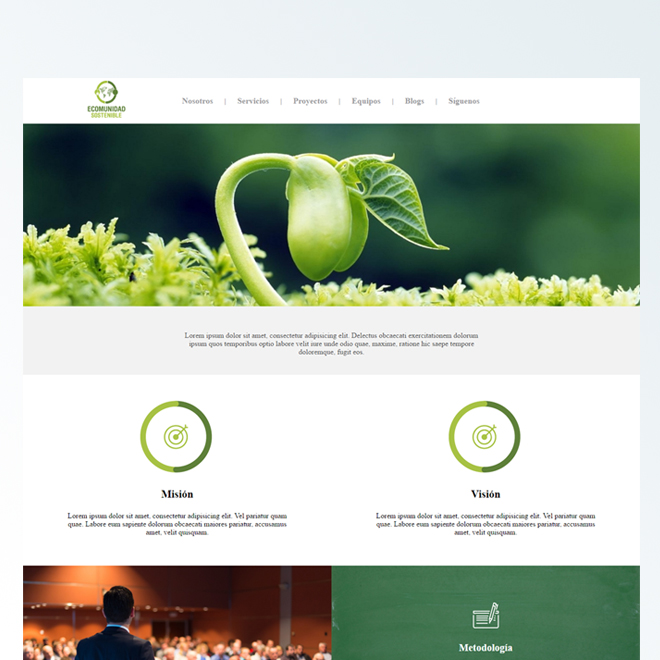 ECOMUNIDAD
SOSTENIBLE
Nosotros | Servicios | Proyectos | Equipos | Blogs | Síguenos
Lorem ipsum dolor sit amet, consectetur adipisicing elit. Delectus obcaecati exercitationem dolorum
ipsum quos temporibus optio labore velit iure unde odio quae, maxime, ratione hic saepe tempore
doloremque, fugit eos.
Misión
Lorem ipsum dolor sit amet, consectetur adipisicing elit. Vel pariatur quam
quae. Labore eum sapiente dolorum obcaecati maiores pariatur, accusamus
amet, velit quisquam.
Visión
Lorem ipsum dolor sit amet, consectetur adipisicing elit. Vel pariatur quam
quae. Labore eum sapiente dolorum obcaecati maiores pariatur, accusamus
amet, velit quisquam.
Metodología